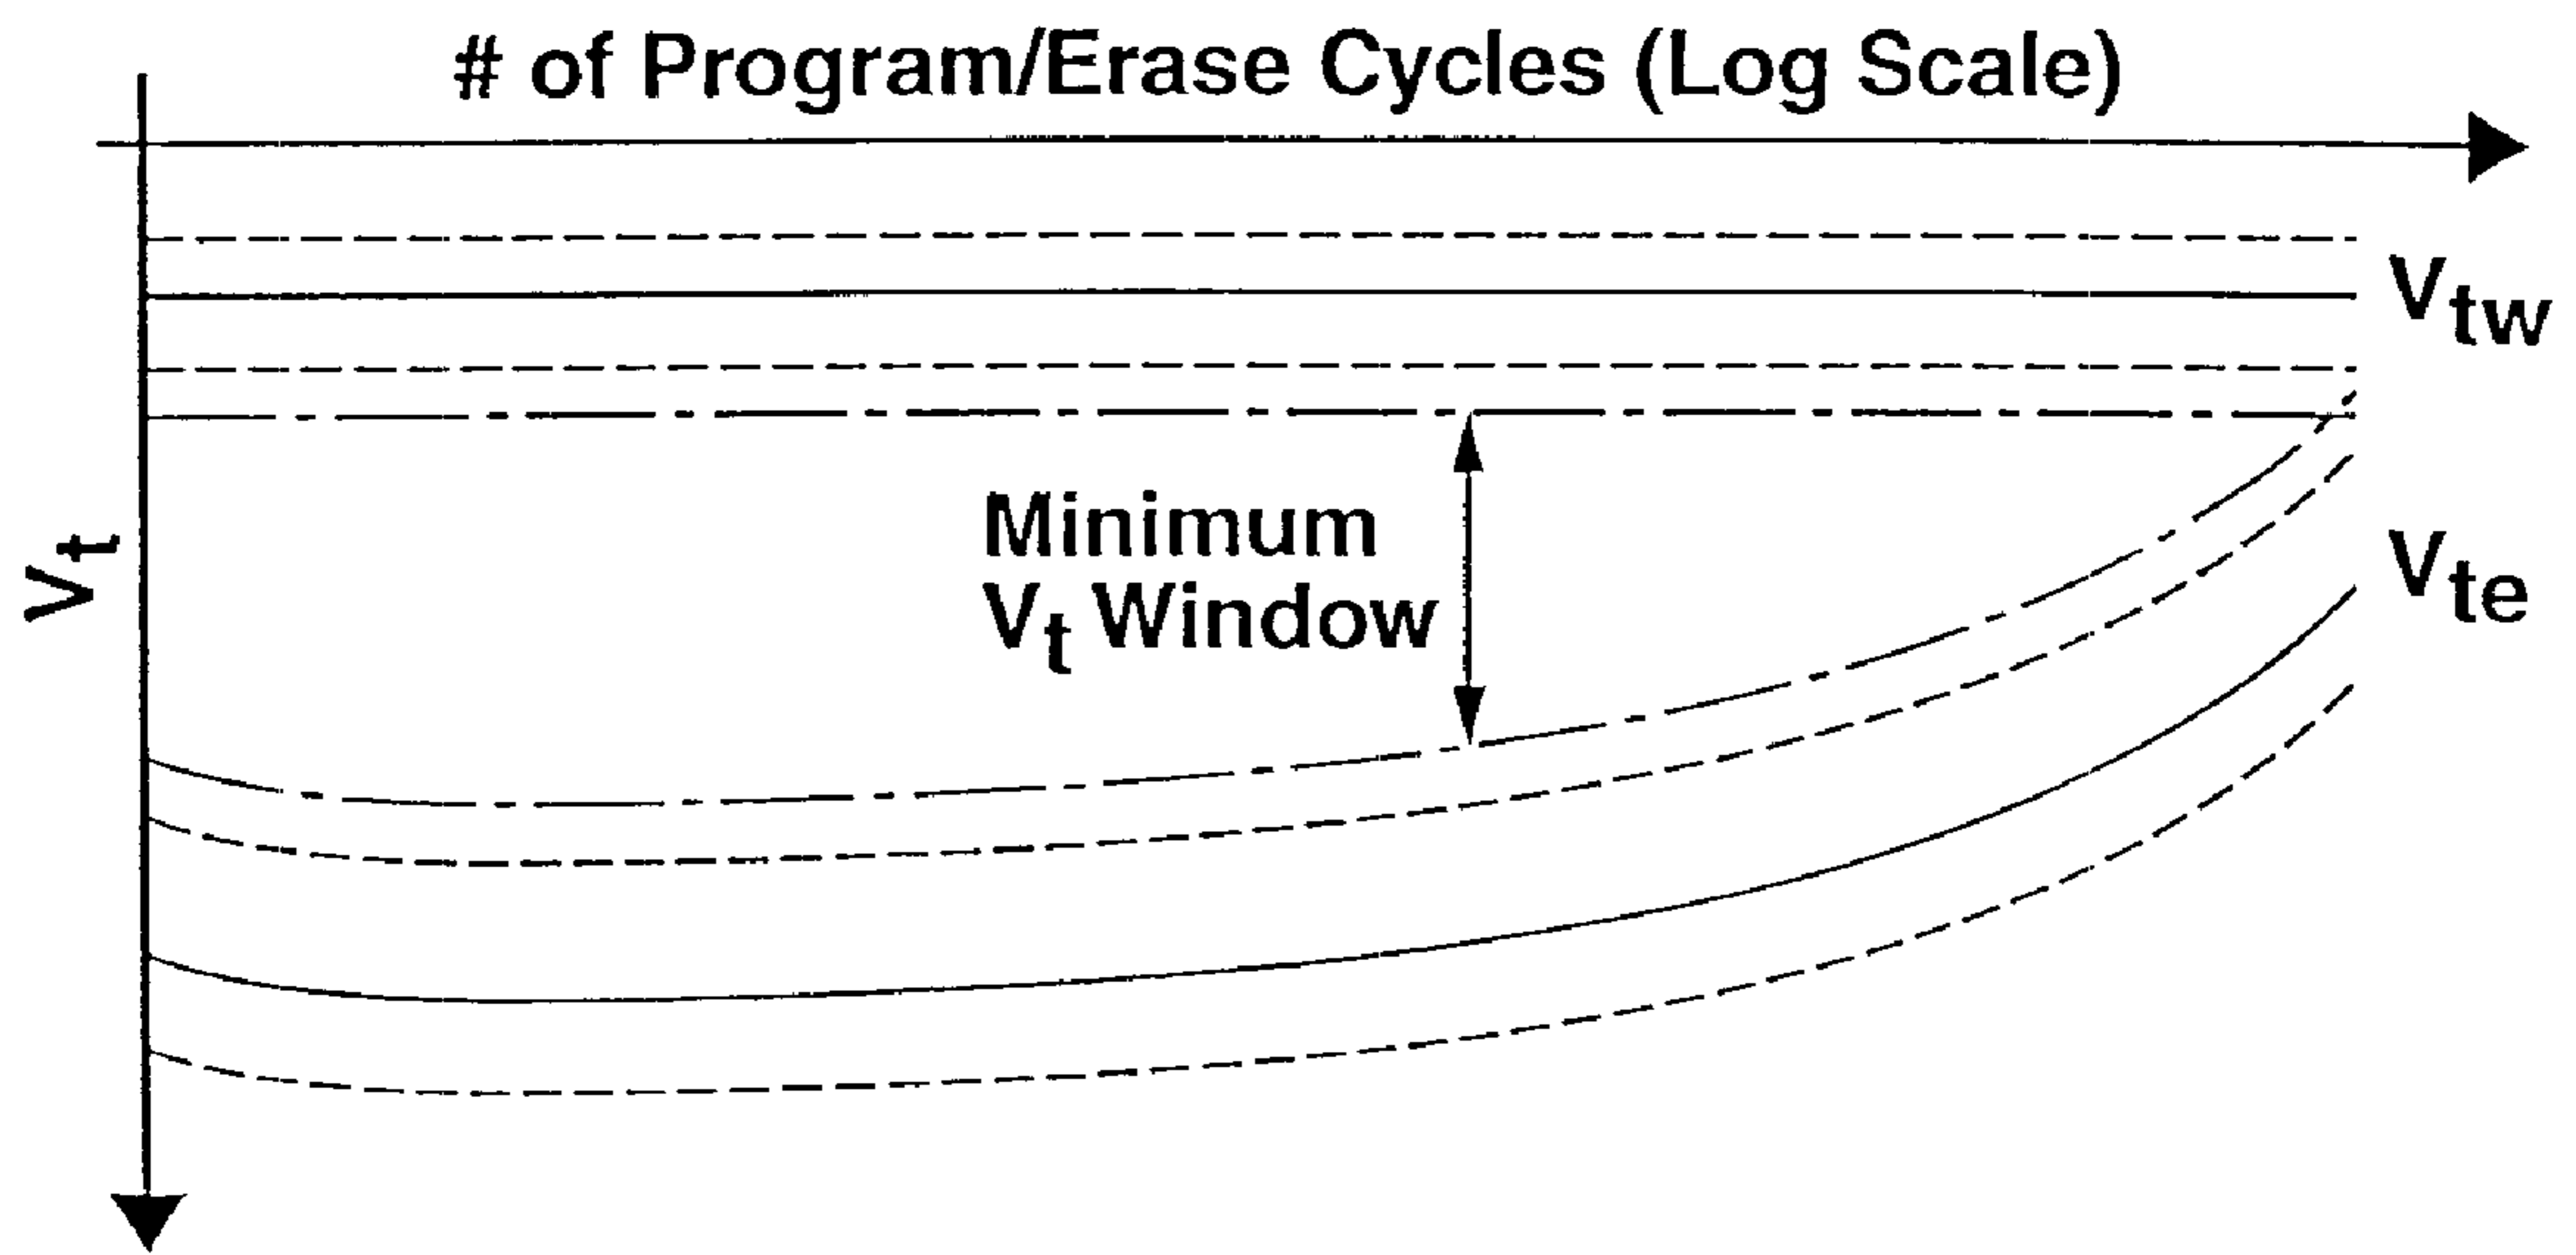 # of Program/Erase Cycles (Log Scale)
Vtw
Vt
Minimum
Vt Window
Vte